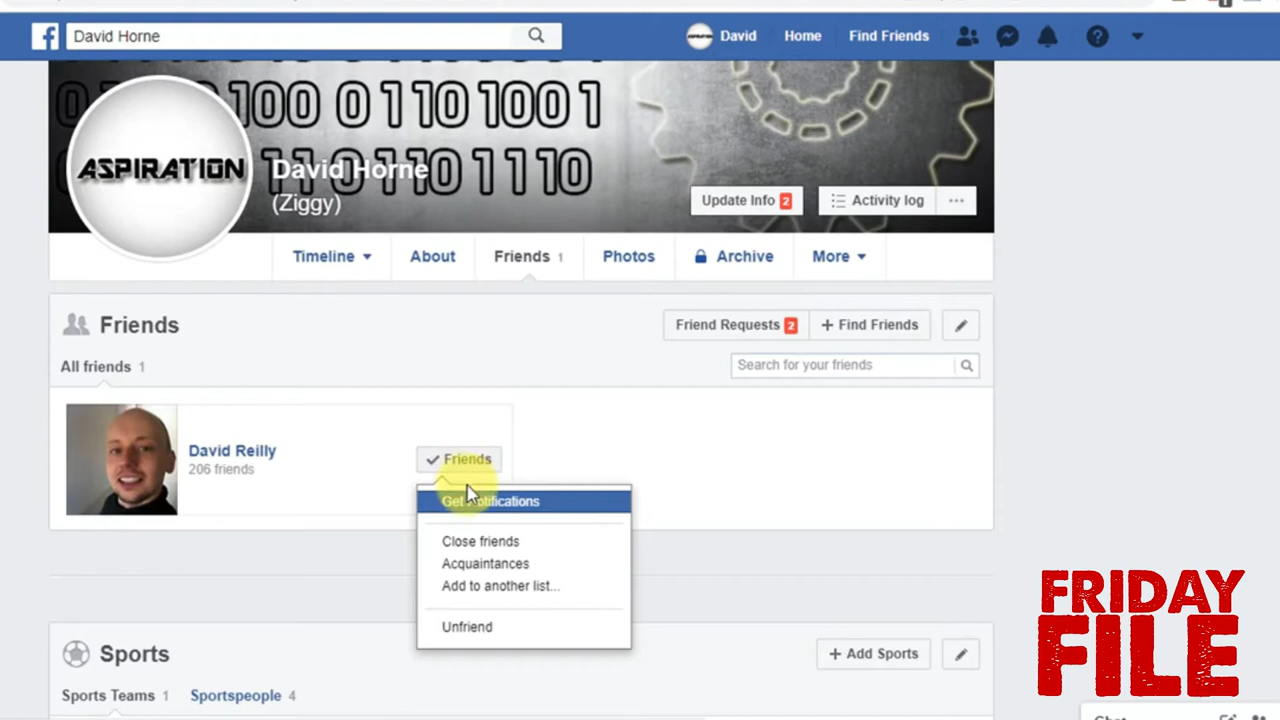 David Horne
David
Home
Find Friends
ASPIRATION
David Horne
(Ziggy)
Update Info 2
Activity log
Timeline
About
Friends 1
Photos
Archive
More
Friends
Friend Requests 2
+ Find Friends
All friends 1
Search for your friends
David Reilly
206 friends
Friends
Get Notifications
Close friends
Acquaintances
Add to another list...
Unfriend
FRIDAY
FILE
Sports
+ Add Sports
Sports Teams 1
Sportspeople 4